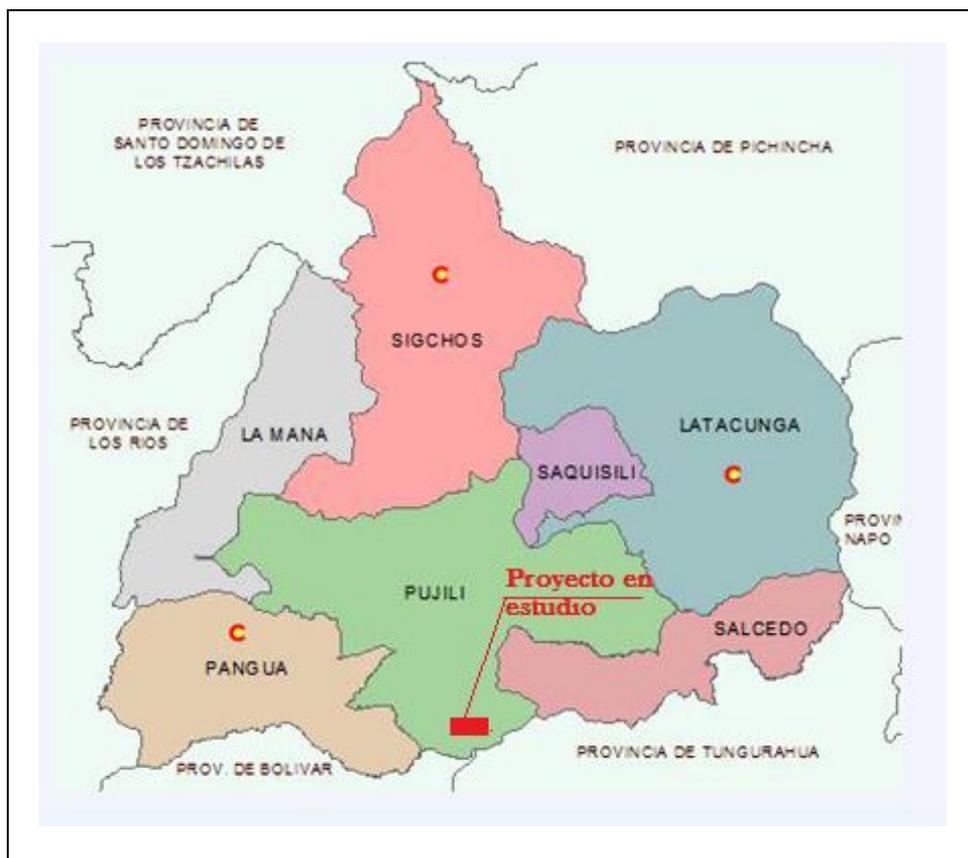 PROVINCIA DE
SANTO DOMINGO DE
LOS TZACHILAS
PROVINCIA DE PICHINCHA
C
SIGCHOS
PROVINCIA DE
LOS RIOS
LA MANA
LATACUNGA
SAQUISILI
C
PROVIN
NAPO
PUJILI
Proyecto en
estudio
SALCEDO
C
PANGUA
PROVINCIA DE TUNGURAHUA
PROV. DE BOLIVAR